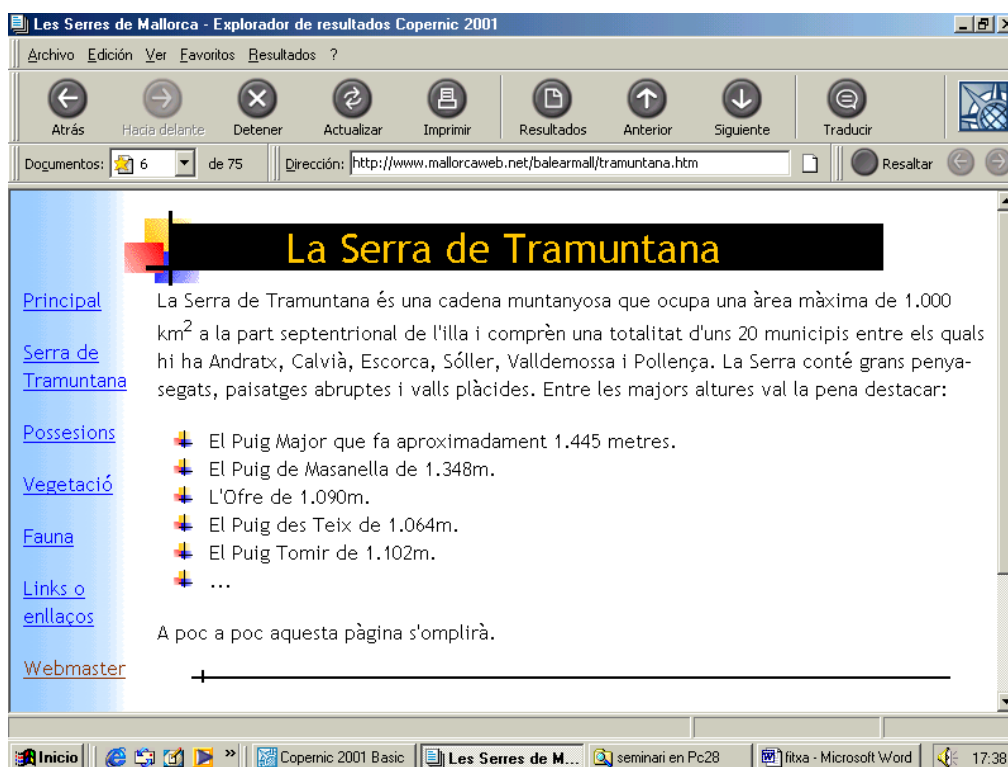 Les Serres de Mallorca - Explorador de resultados Copernic 2001
Archivo Edición Ver Favoritos Resultados ?
Atrás Hacia delante Detener Actualizar Imprimir Resultados Anterior Siguiente Traducir
Documentos: 6 de 75 Dirección: http://www.mallorcaweb.net/balearmall/tramuntana.htm Resaltar
La Serra de Tramuntana
Principal
Serra de
Tramuntana
Possesions
Vegetació
Fauna
Links o
enllaços
Webmaster
La Serra de Tramuntana és una cadena muntanyosa que ocupa una àrea màxima de 1.000
km² a la part septentrional de l'illa i comprèn una totalitat d'uns 20 municipis entre els quals
hi ha Andratx, Calvià, Escorca, Sóller, Valldemossa i Pollença. La Serra conté grans penya-
segats, paisatges abruptes i valls plàcides. Entre les majors altures val la pena destacar:
El Puig Major que fa aproximadament 1.445 metres.
El Puig de Masanella de 1.348m.
L'Ofre de 1.090m.
El Puig des Teix de 1.064m.
El Puig Tomir de 1.102m.
...
A poc a poc aquesta pàgina s'omplirà.
Inicio » Copernic 2001 Basic Les Serres de M... seminari en Pc28 fitxa - Microsoft Word 17:38